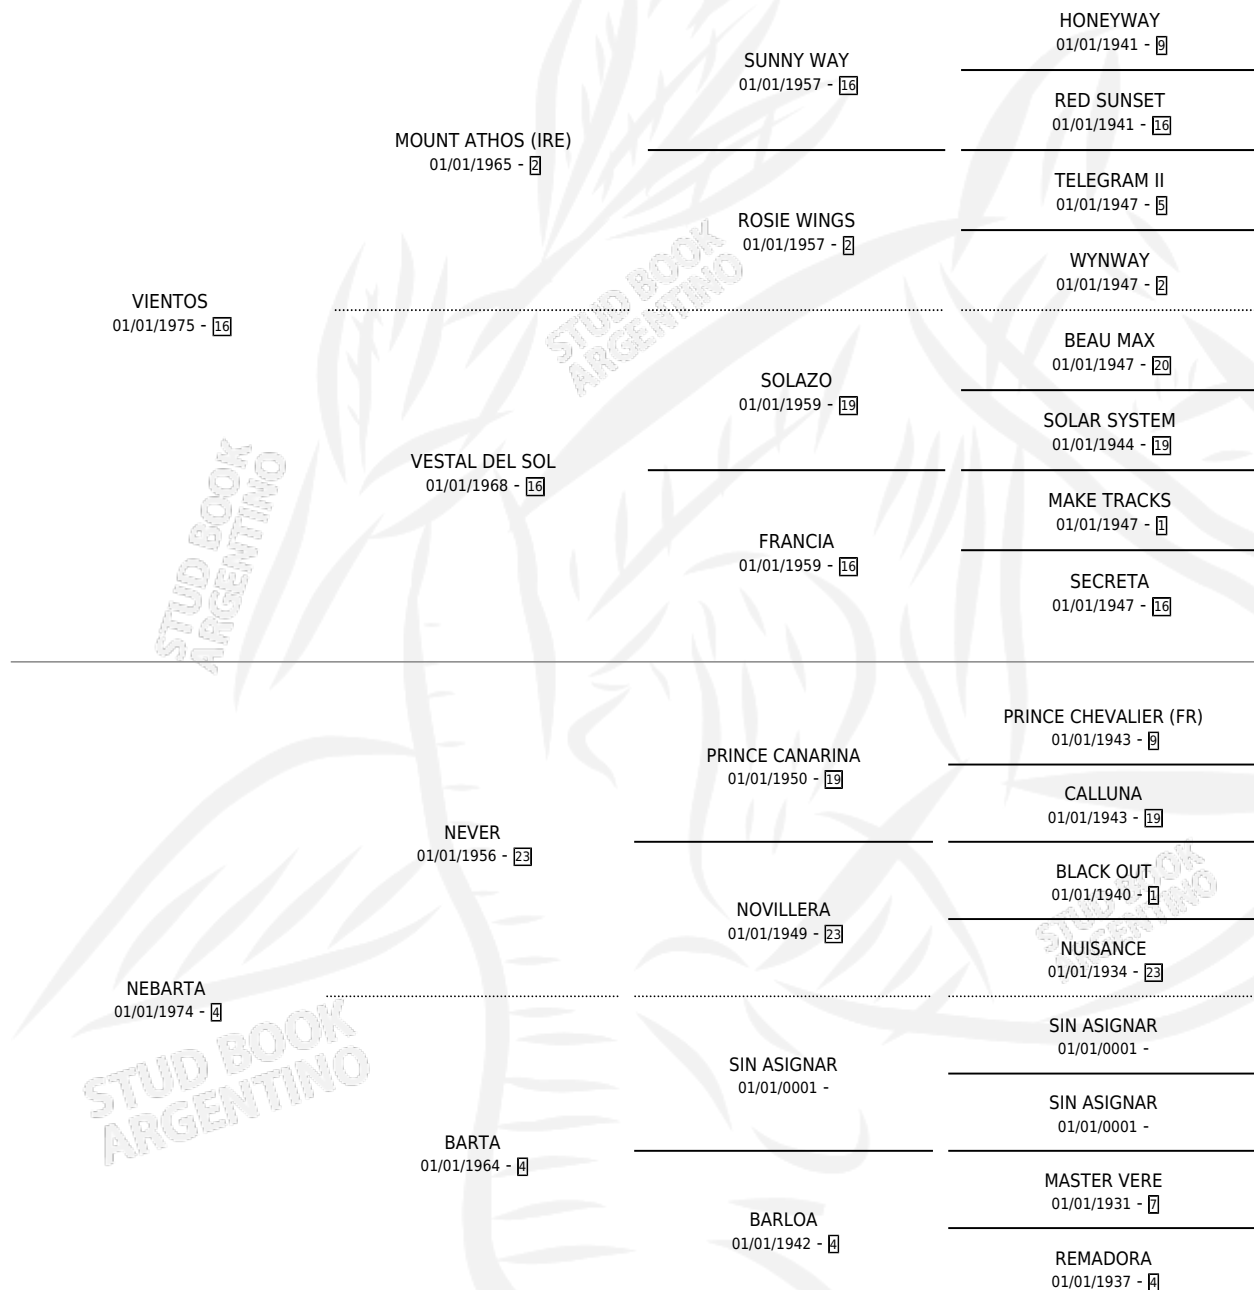 HONEYWAY
01/01/1941 - 9
SUNNY WAY
01/01/1957 - 16
RED SUNSET
01/01/1941 - 16
MOUNT ATHOS (IRE)
01/01/1965 - 2
TELEGRAM II
01/01/1947 - 5
ROSIE WINGS
01/01/1957 - 2
WYNWAY
01/01/1947 - 2
VIENTOS
01/01/1975 - 16
BEAU MAX
01/01/1947 - 20
SOLAZO
01/01/1959 - 19
SOLAR SYSTEM
01/01/1944 - 19
VESTAL DEL SOL
01/01/1968 - 16
MAKE TRACKS
01/01/1947 - 1
FRANCIA
01/01/1959 - 16
SECRETA
01/01/1947 - 16
PRINCE CHEVALIER (FR)
01/01/1943 - 9
PRINCE CANARINA
01/01/1950 - 19
CALLUNA
01/01/1943 - 19
NEVER
01/01/1956 - 23
BLACK OUT
01/01/1940 - 1
NOVILLERA
01/01/1949 - 23
NUISANCE
01/01/1934 - 23
NEBARTA
01/01/1974 - 4
SIN ASIGNAR
01/01/0001 -
SIN ASIGNAR
01/01/0001 -
SIN ASIGNAR
01/01/0001 -
BARTA
01/01/1964 - 4
MASTER VERE
01/01/1931 - 7
BARLOA
01/01/1942 - 4
REMADORA
01/01/1937 - 4
STUD BOOK
ARGENTINO
STUD BOOK
ARGENTINO
STUD BOOK
ARGENTINO
STUD BOOK
ARGENTINO